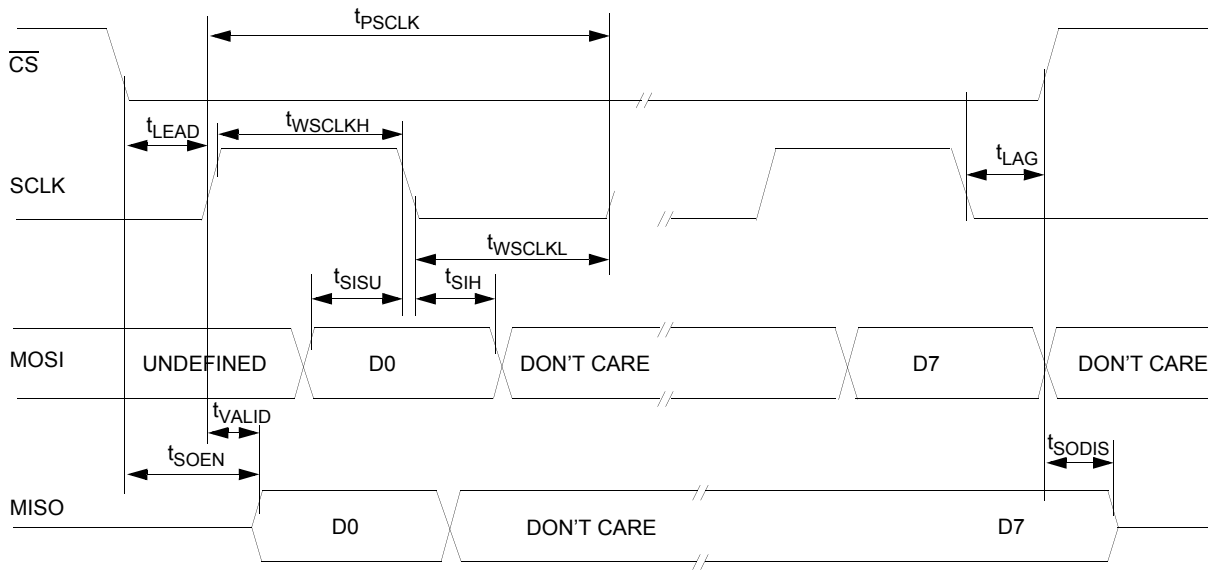 tPSCLK
CS
tLEAD
tWSCLKH
tLAG
SCLK
tWSCLKL
tSISU
tSIH
MOSI
UNDEFINED
D0
DON'T CARE
D7
DON'T CARE
tVALID
tSOEN
tSODIS
MISO
D0
DON'T CARE
D7